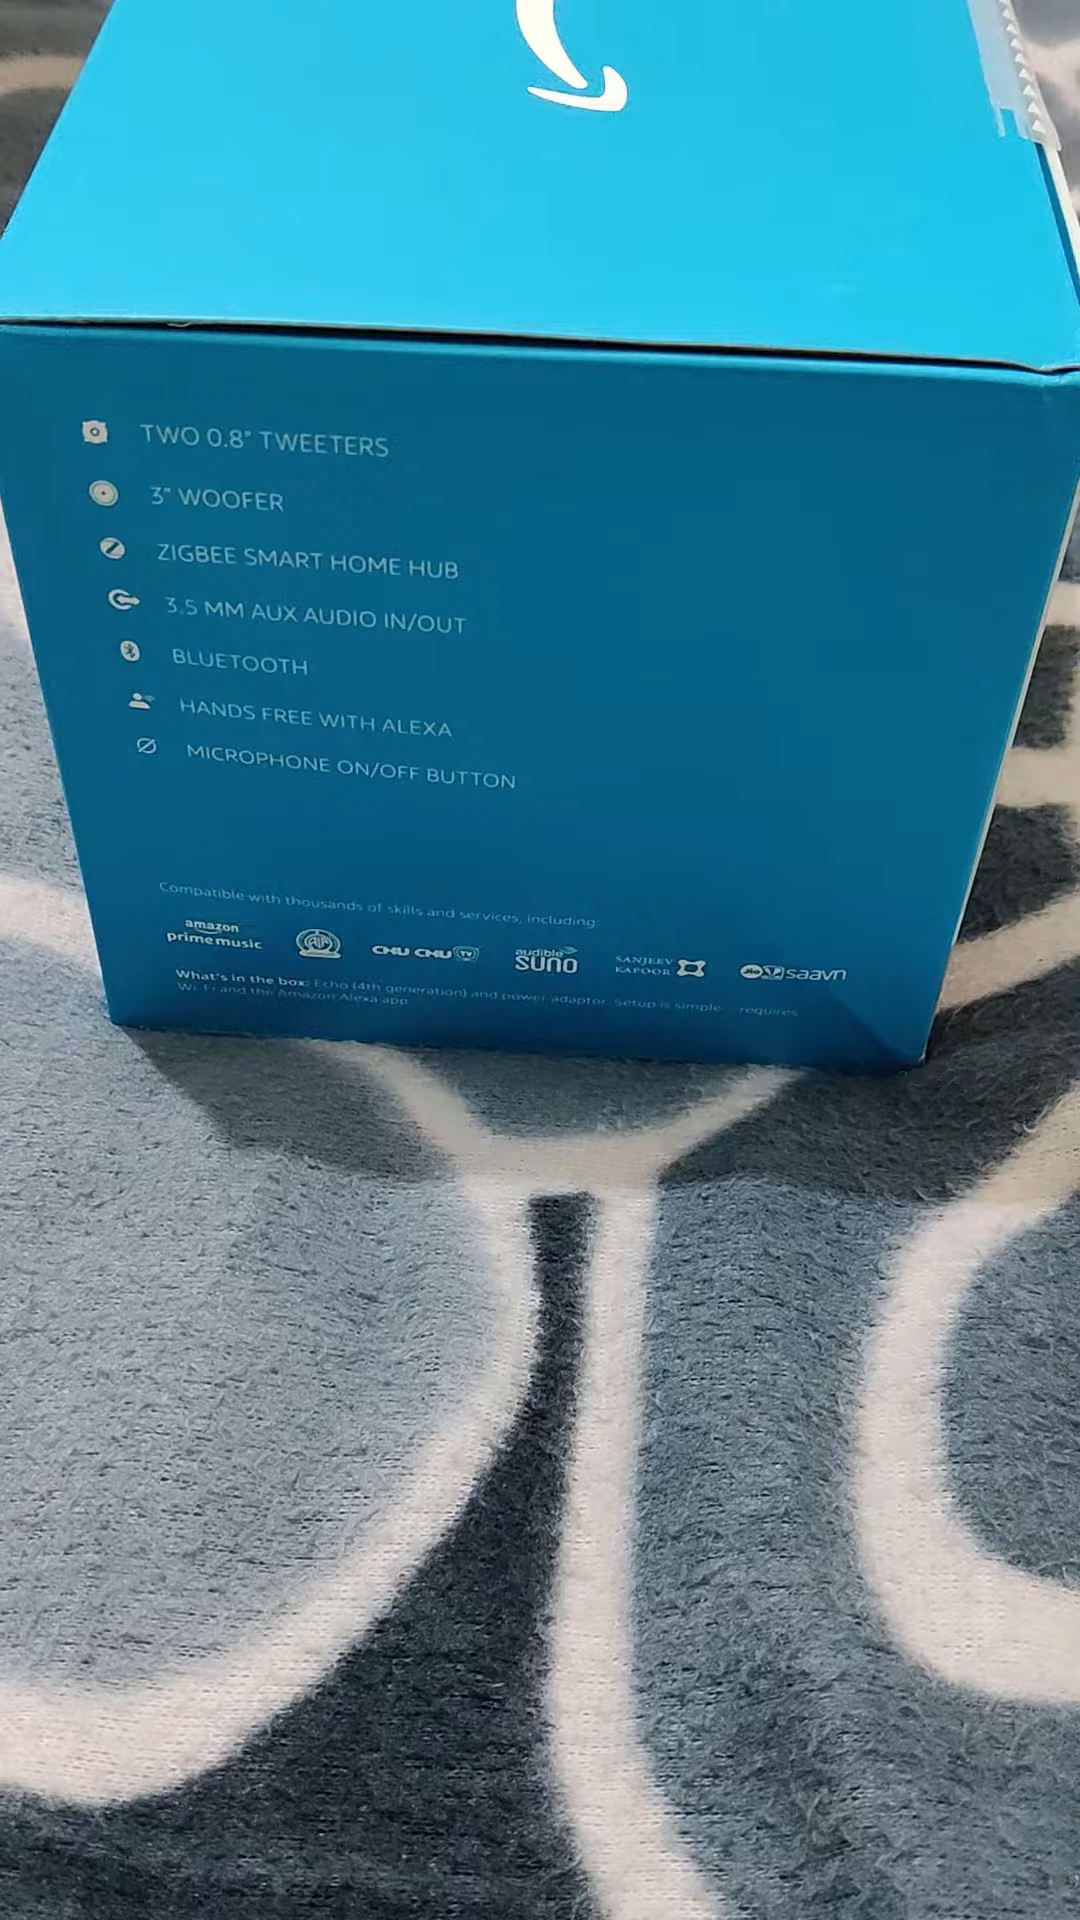 TWO 0.8" TWEETERS
3" WOOFER
ZIGBEE SMART HOME HUB
3.5 MM AUX AUDIO IN/OUT
BLUETOOTH
HANDS FREE WITH ALEXA
MICROPHONE ON/OFF BUTTON
Compatible with thousands of skills and services, including:
amazon
prime music
CHU CHU TV
audible
SUNO
SANJEEV
KAPOOR
Jio saavn
What's in the box: Echo (4th generation) and power adaptor. Setup is simple - requires
Wi-Fi and the Amazon Alexa app